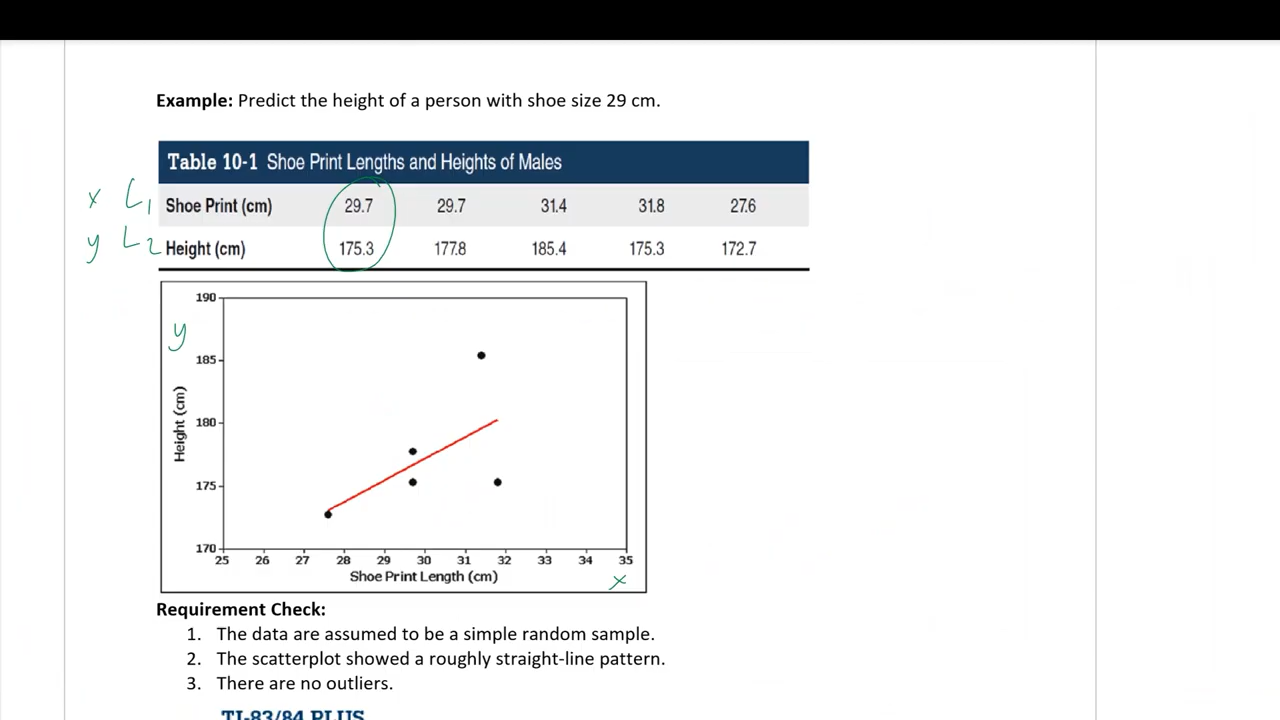 Example: Predict the height of a person with shoe size 29 cm.
Table 10-1 Shoe Print Lengths and Heights of Males
x L1 Shoe Print (cm) 29.7 29.7 31.4 31.8 27.6
y L2 Height (cm) 175.3 177.8 185.4 175.3 172.7
190
y
185
Height (cm)
180
175
170
25 26 27 28 29 30 31 32 33 34 35
Shoe Print Length (cm) x
Requirement Check:
1. The data are assumed to be a simple random sample.
2. The scatterplot showed a roughly straight-line pattern.
3. There are no outliers.
TI-83/84 PLUS